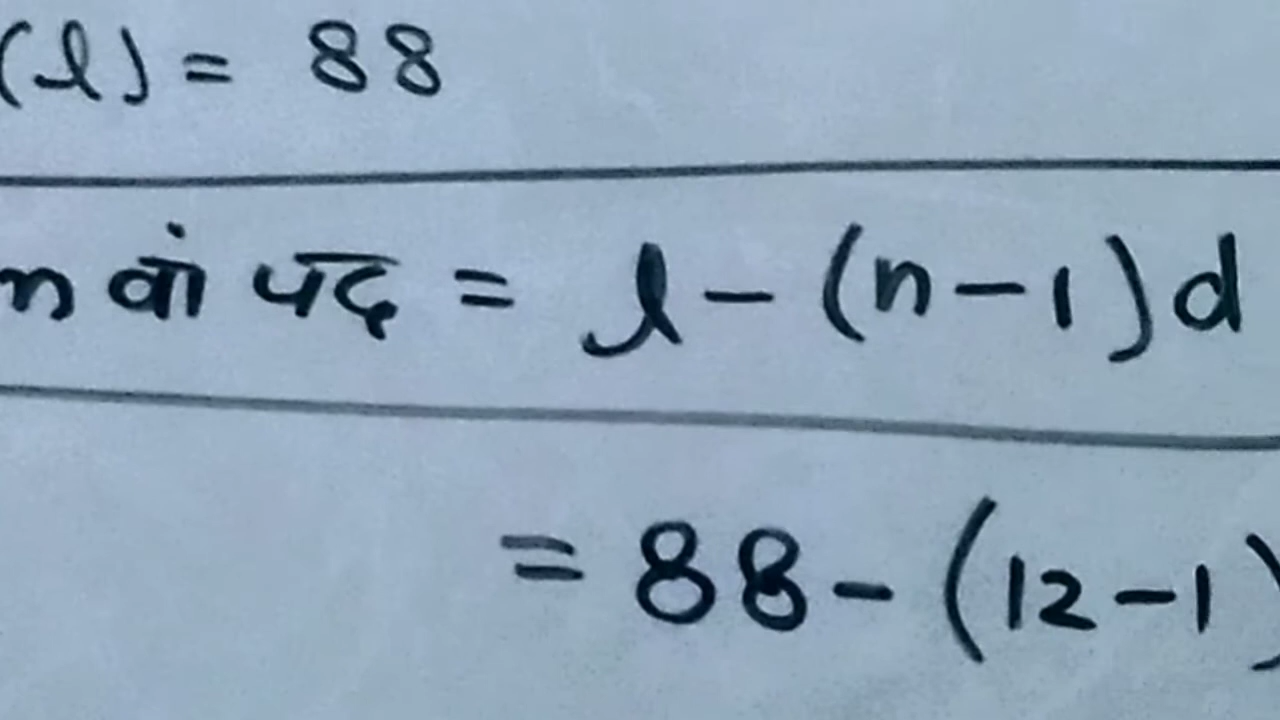 (l) = 88
n वां पद = l - (n-1)d
= 88 - (12-1)